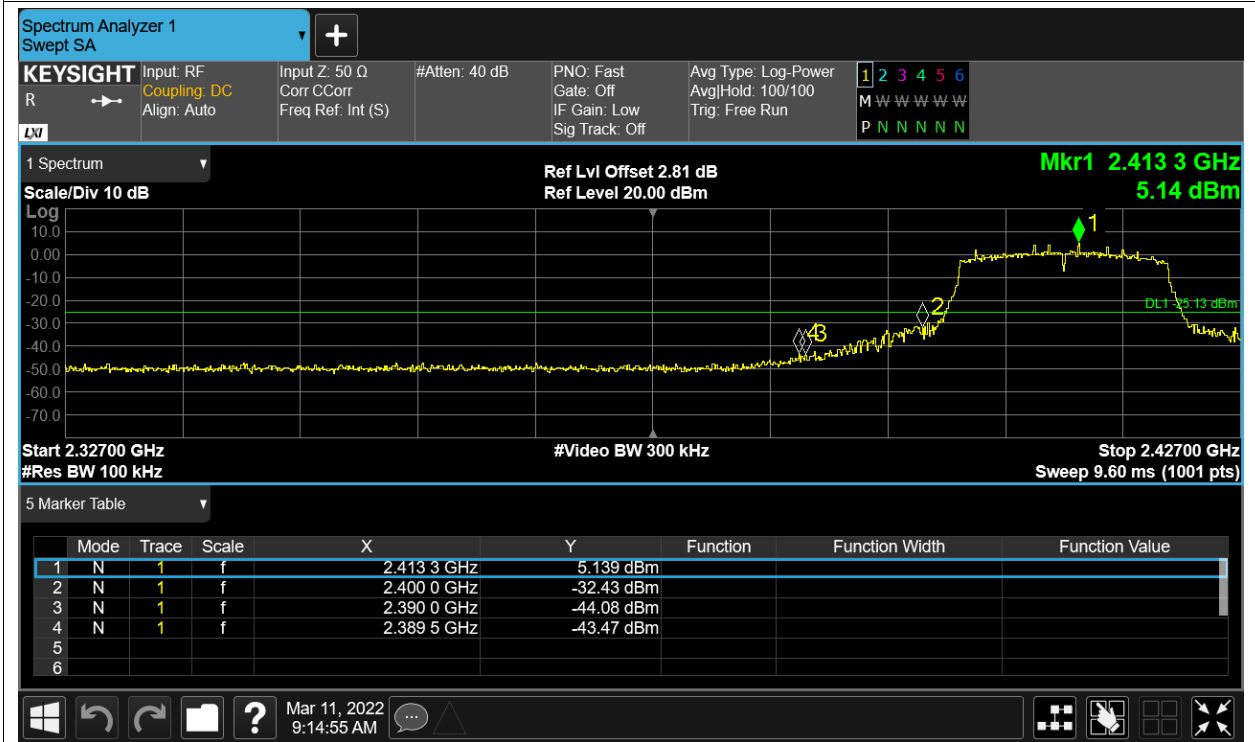 Spectrum Analyzer 1
Swept SA
+
KEYSIGHT
R
LXI
Input: RF
Coupling: DC
Align: Auto
Input Z: 50 Ω
Corr CCorr
Freq Ref: Int (S)
#Atten: 40 dB
PNO: Fast
Gate: Off
IF Gain: Low
Sig Track: Off
Avg Type: Log-Power
Avg|Hold: 100/100
Trig: Free Run
1 2 3 4 5 6
M W W W W W
P N N N N N
1 Spectrum
Scale/Div 10 dB
Ref Lvl Offset 2.81 dB
Ref Level 20.00 dBm
Mkr1 2.413 3 GHz
5.14 dBm
Log
10.0
0.00
-10.0
-20.0
-30.0
-40.0
-50.0
-60.0
-70.0
1
2
43
DL1 -25.13 dBm
Start 2.32700 GHz
#Video BW 300 kHz
Stop 2.42700 GHz
#Res BW 100 kHz
Sweep 9.60 ms (1001 pts)
5 Marker Table
Mode Trace Scale X Y Function Function Width Function Value
1 N 1 f 2.413 3 GHz 5.139 dBm
2 N 1 f 2.400 0 GHz -32.43 dBm
3 N 1 f 2.390 0 GHz -44.08 dBm
4 N 1 f 2.389 5 GHz -43.47 dBm
5
6
?
Mar 11, 2022
9:14:55 AM